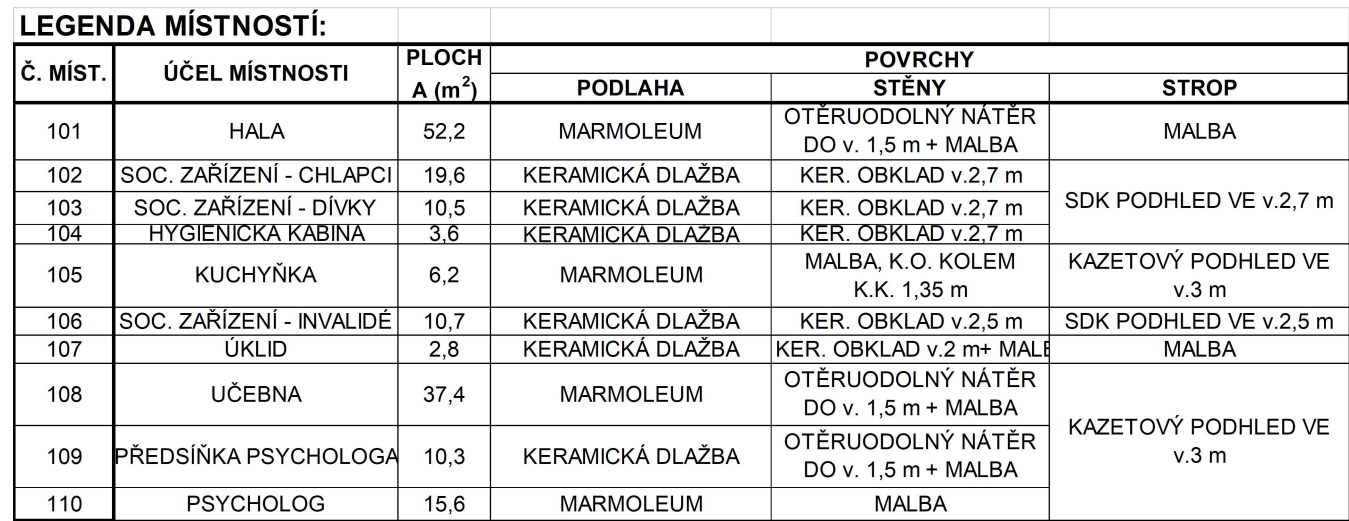 LEGENDA MÍSTNOSTÍ:
Č. MÍST. ÚČEL MÍSTNOSTI PLOCH A (m²) POVRCHY
PODLAHA STĚNY STROP
101 HALA 52,2 MARMOLEUM OTĚRUODOLNÝ NÁTĚR DO v. 1,5 m + MALBA MALBA
102 SOC. ZAŘÍZENÍ - CHLAPCI 19,6 KERAMICKÁ DLAŽBA KER. OBKLAD v.2,7 m SDK PODHLED VE v.2,7 m
103 SOC. ZAŘÍZENÍ - DÍVKY 10,5 KERAMICKÁ DLAŽBA KER. OBKLAD v.2,7 m
104 HYGIENICKÁ KABINA 3,6 KERAMICKÁ DLAŽBA KER. OBKLAD v.2,7 m
105 KUCHYŇKA 6,2 MARMOLEUM MALBA, K.O. KOLEM K.K. 1,35 m KAZETOVÝ PODHLED VE v.3 m
106 SOC. ZAŘÍZENÍ - INVALIDÉ 10,7 KERAMICKÁ DLAŽBA KER. OBKLAD v.2,5 m SDK PODHLED VE v.2,5 m
107 ÚKLID 2,8 KERAMICKÁ DLAŽBA KER. OBKLAD v.2 m+ MALB MALBA
108 UČEBNA 37,4 MARMOLEUM OTĚRUODOLNÝ NÁTĚR DO v. 1,5 m + MALBA KAZETOVÝ PODHLED VE v.3 m
109 PŘEDSÍŇKA PSYCHOLOGA 10,3 KERAMICKÁ DLAŽBA OTĚRUODOLNÝ NÁTĚR DO v. 1,5 m + MALBA
110 PSYCHOLOG 15,6 MARMOLEUM MALBA